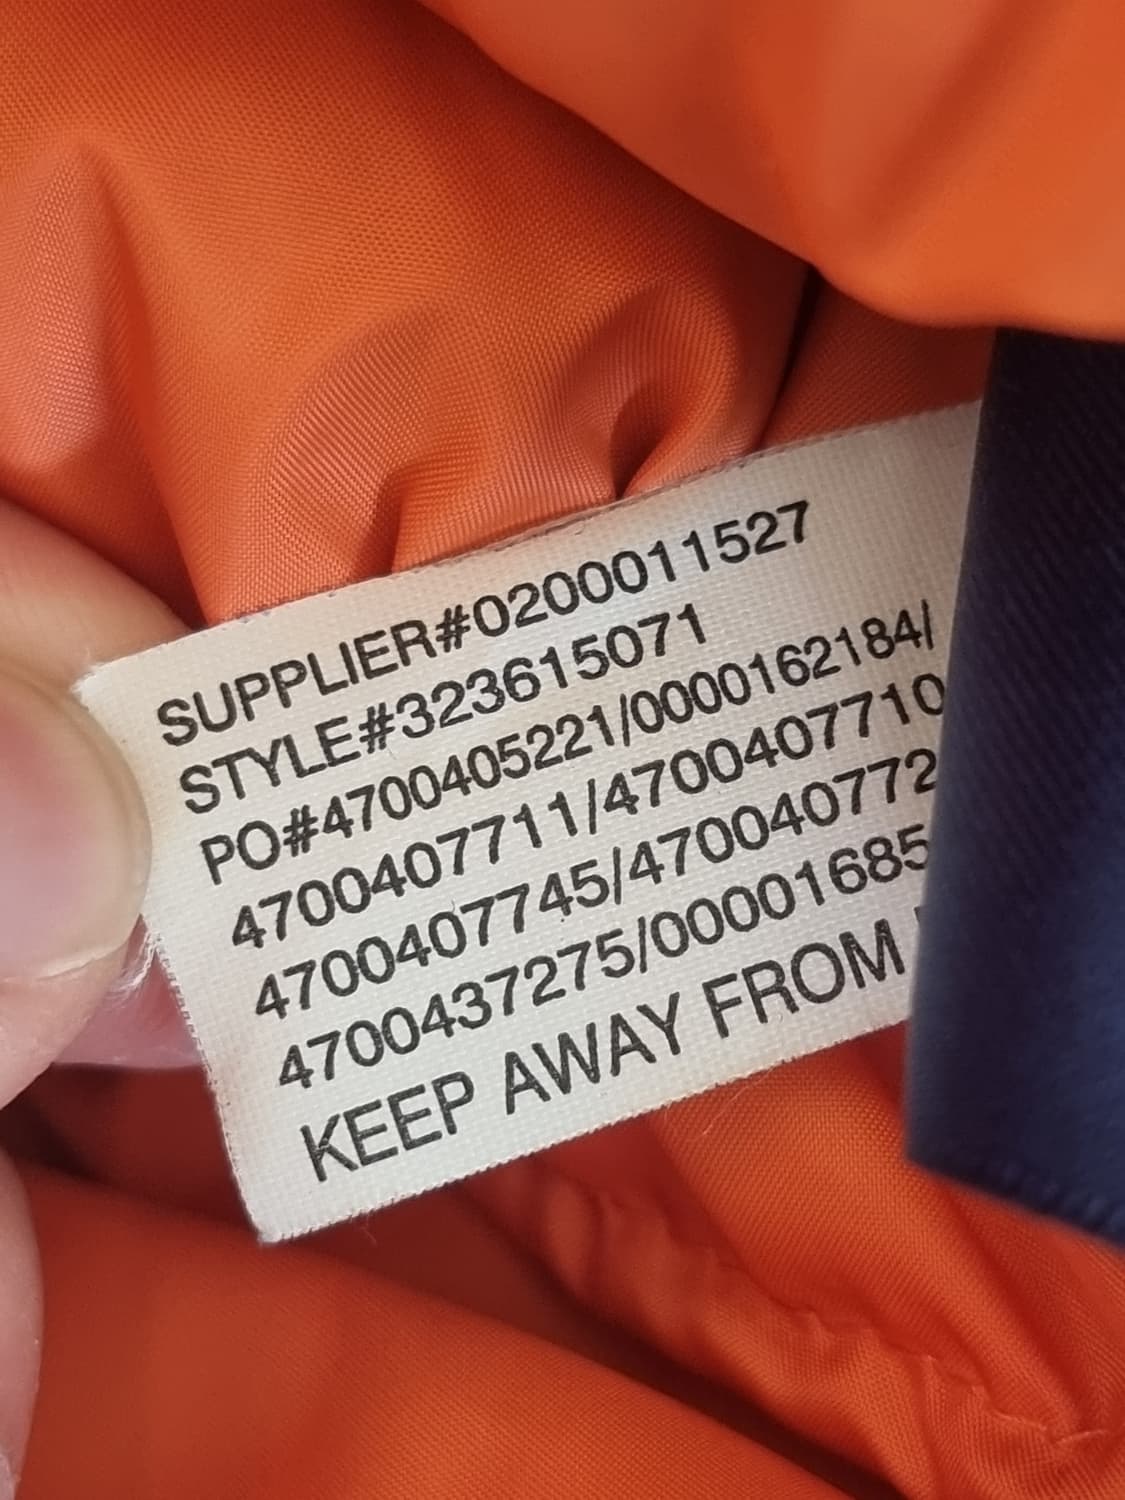 SUPPLIER#0200011527
STYLE#323615071
PO#4700405221/0000162184/
4700407711/4700407710
4700407745/470040772
4700437275/00001685
KEEP AWAY FROM